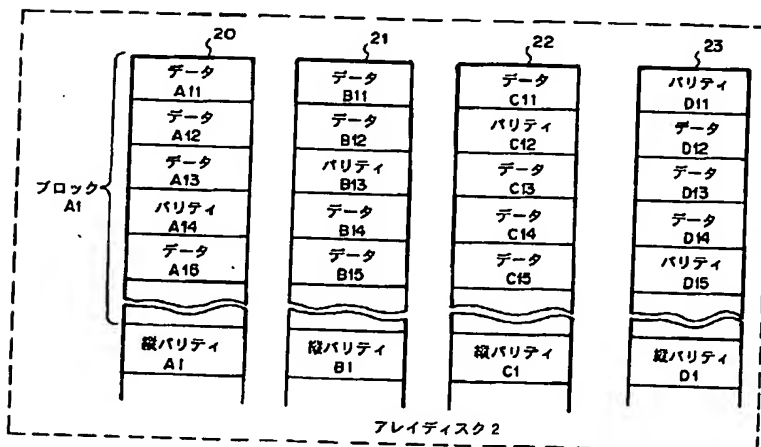 20
21
22
23
データ
A11
データ
B11
データ
C11
パリティ
D11
データ
A12
データ
B12
パリティ
C12
データ
D12
データ
A13
パリティ
B13
データ
C13
データ
D13
ブロック
A1
パリティ
A14
データ
B14
データ
C14
データ
D14
データ
A16
データ
B15
データ
C15
パリティ
D15
縦パリティ
A1
縦パリティ
B1
縦パリティ
C1
縦パリティ
D1
アレイディスク2